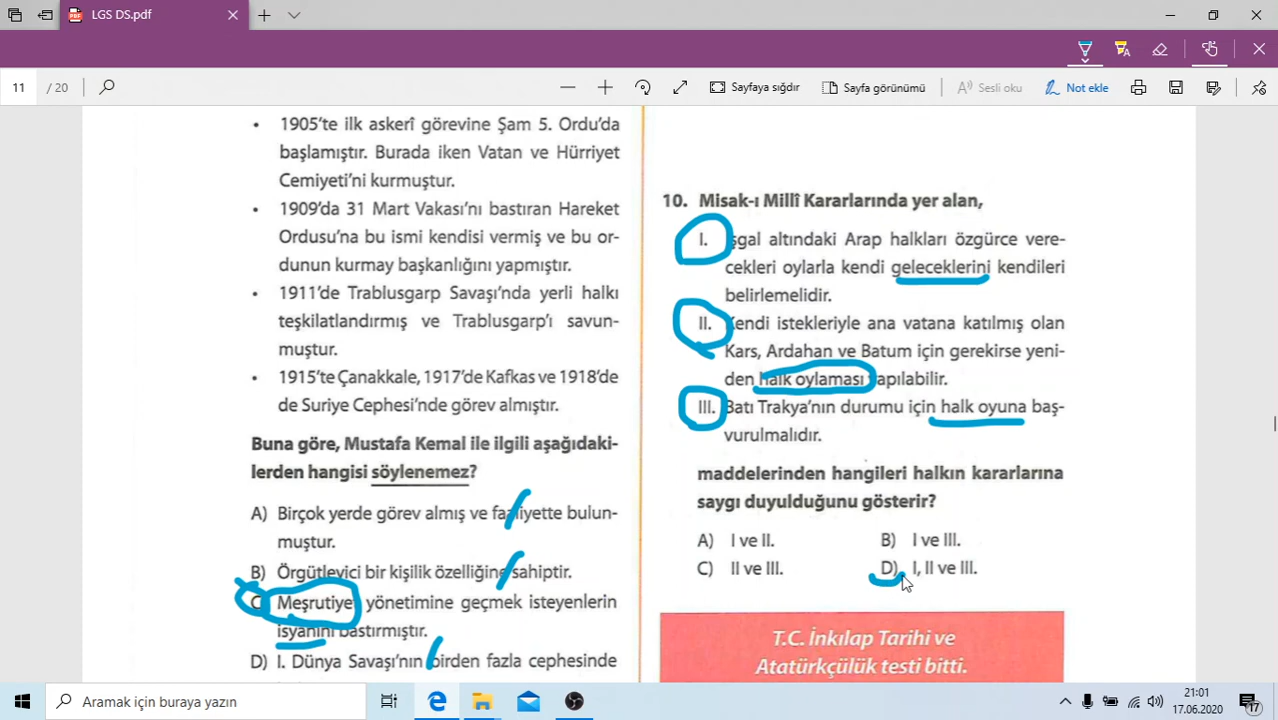 LGS DS.pdf
11 / 20
Sayfaya sığdır
Sayfa görünümü
Sesli oku
Not ekle
• 1905'te ilk askerî görevine Şam 5. Ordu'da
başlamıştır. Burada iken Vatan ve Hürriyet
Cemiyeti'ni kurmuştur.
• 1909'da 31 Mart Vakası'nı bastıran Hareket
Ordusu'na bu ismi kendisi vermiş ve bu or-
dunun kurmay başkanlığını yapmıştır.
• 1911'de Trablusgarp Savaşı'nda yerli halkı
teşkilatlandırmış ve Trablusgarp'ı savun-
muştur.
• 1915'te Çanakkale, 1917'de Kafkas ve 1918'de
de Suriye Cephesi'nde görev almıştır.
Buna göre, Mustafa Kemal ile ilgili aşağıdaki-
lerden hangisi söylenemez?
A) Birçok yerde görev almış ve faaliyette bulun-
muştur.
B) Örgütleyici bir kişilik özelliğine sahiptir.
C) Meşrutiyet yönetimine geçmek isteyenlerin
isyanını bastırmıştır.
D) I. Dünya Savaşı'nın birden fazla cephesinde
10. Misak-ı Millî Kararlarında yer alan,
I. İşgal altındaki Arap halkları özgürce vere-
cekleri oylarla kendi geleceklerini kendileri
belirlemelidir.
II. Kendi istekleriyle ana vatana katılmış olan
Kars, Ardahan ve Batum için gerekirse yeni-
den halk oylaması yapılabilir.
III. Batı Trakya'nın durumu için halk oyuna baş-
vurulmalıdır.
maddelerinden hangileri halkın kararlarına
saygı duyulduğunu gösterir?
A) I ve II.
B) I ve III.
C) II ve III.
D) I, II ve III.
T.C. İnkılap Tarihi ve
Atatürkçülük testi bitti.
Aramak için buraya yazın
21:01
17.06.2020
17